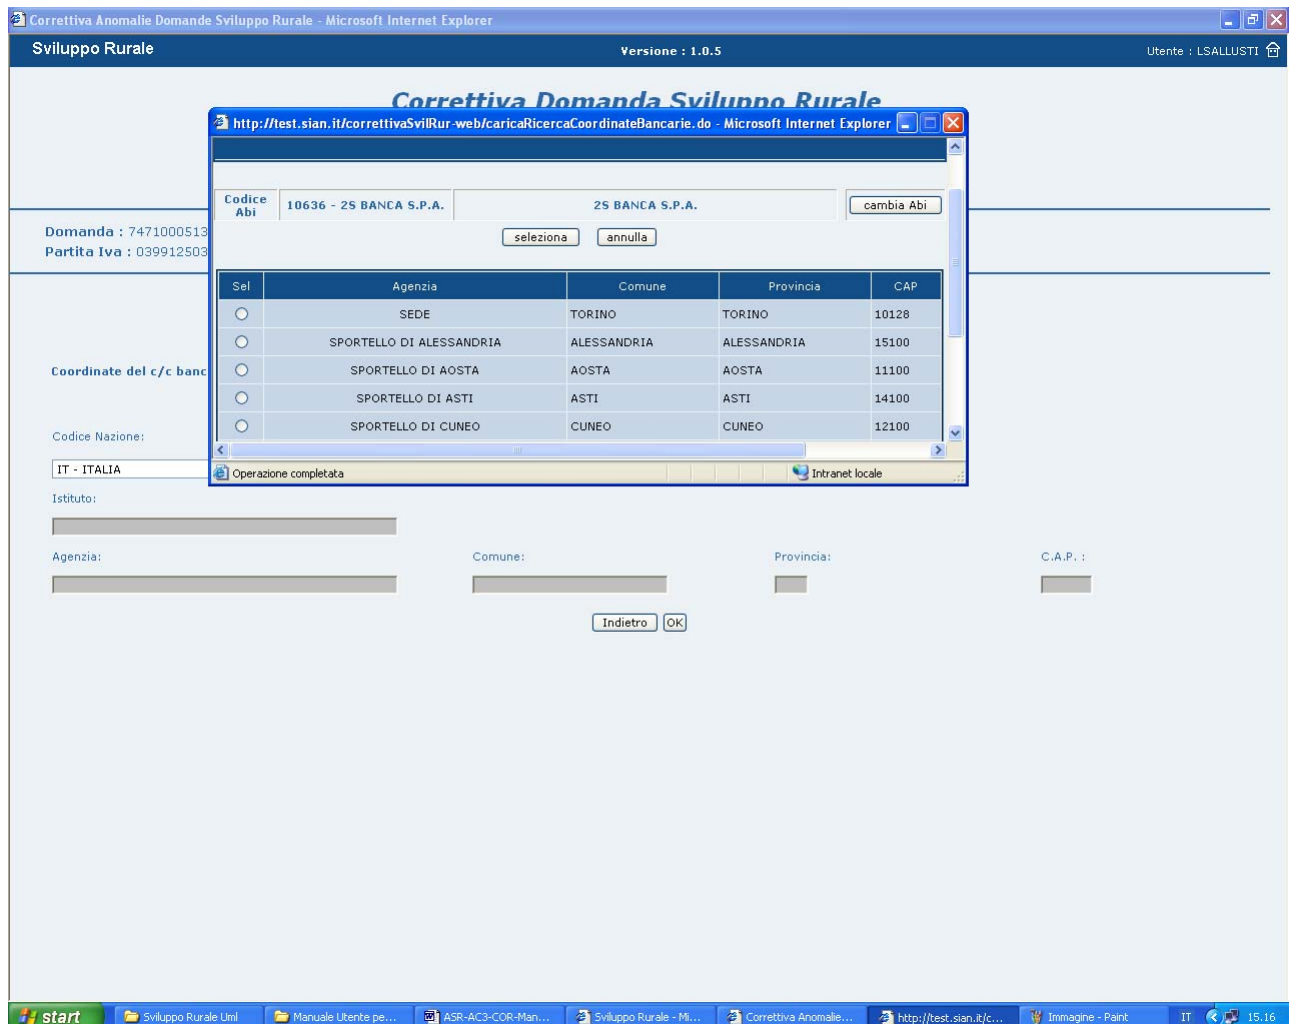 Correttiva Anomalie Domande Sviluppo Rurale - Microsoft Internet Explorer
Sviluppo Rurale
Versione : 1.0.5
Utente : LSALLUSTI
Correttiva Domanda Sviluppo Rurale
http://test.sian.it/correttivaSvilRur-web/caricaRicercaCoordinateBancarie.do - Microsoft Internet Explorer
Codice Abi
10636 - 2S BANCA S.P.A.
2S BANCA S.P.A.
cambia Abi
Domanda : 7471000513
Partita Iva : 039912503
seleziona annulla
Sel Agenzia Comune Provincia CAP
SEDE TORINO TORINO 10128
SPORTELLO DI ALESSANDRIA ALESSANDRIA ALESSANDRIA 15100
SPORTELLO DI AOSTA AOSTA AOSTA 11100
SPORTELLO DI ASTI ASTI ASTI 14100
SPORTELLO DI CUNEO CUNEO CUNEO 12100
Operazione completata
Intranet locale
Coordinate del c/c banc
Codice Nazione:
IT - ITALIA
Istituto:
Agenzia: Comune: Provincia: C.A.P. :
Indietro OK
start Sviluppo Rurale Uml Manuale Utente pe... ASR-AC3-COR-Man... Sviluppo Rurale - Mi... Correttiva Anomalie... http://test.sian.it/c... Immagine - Paint IT 15.16